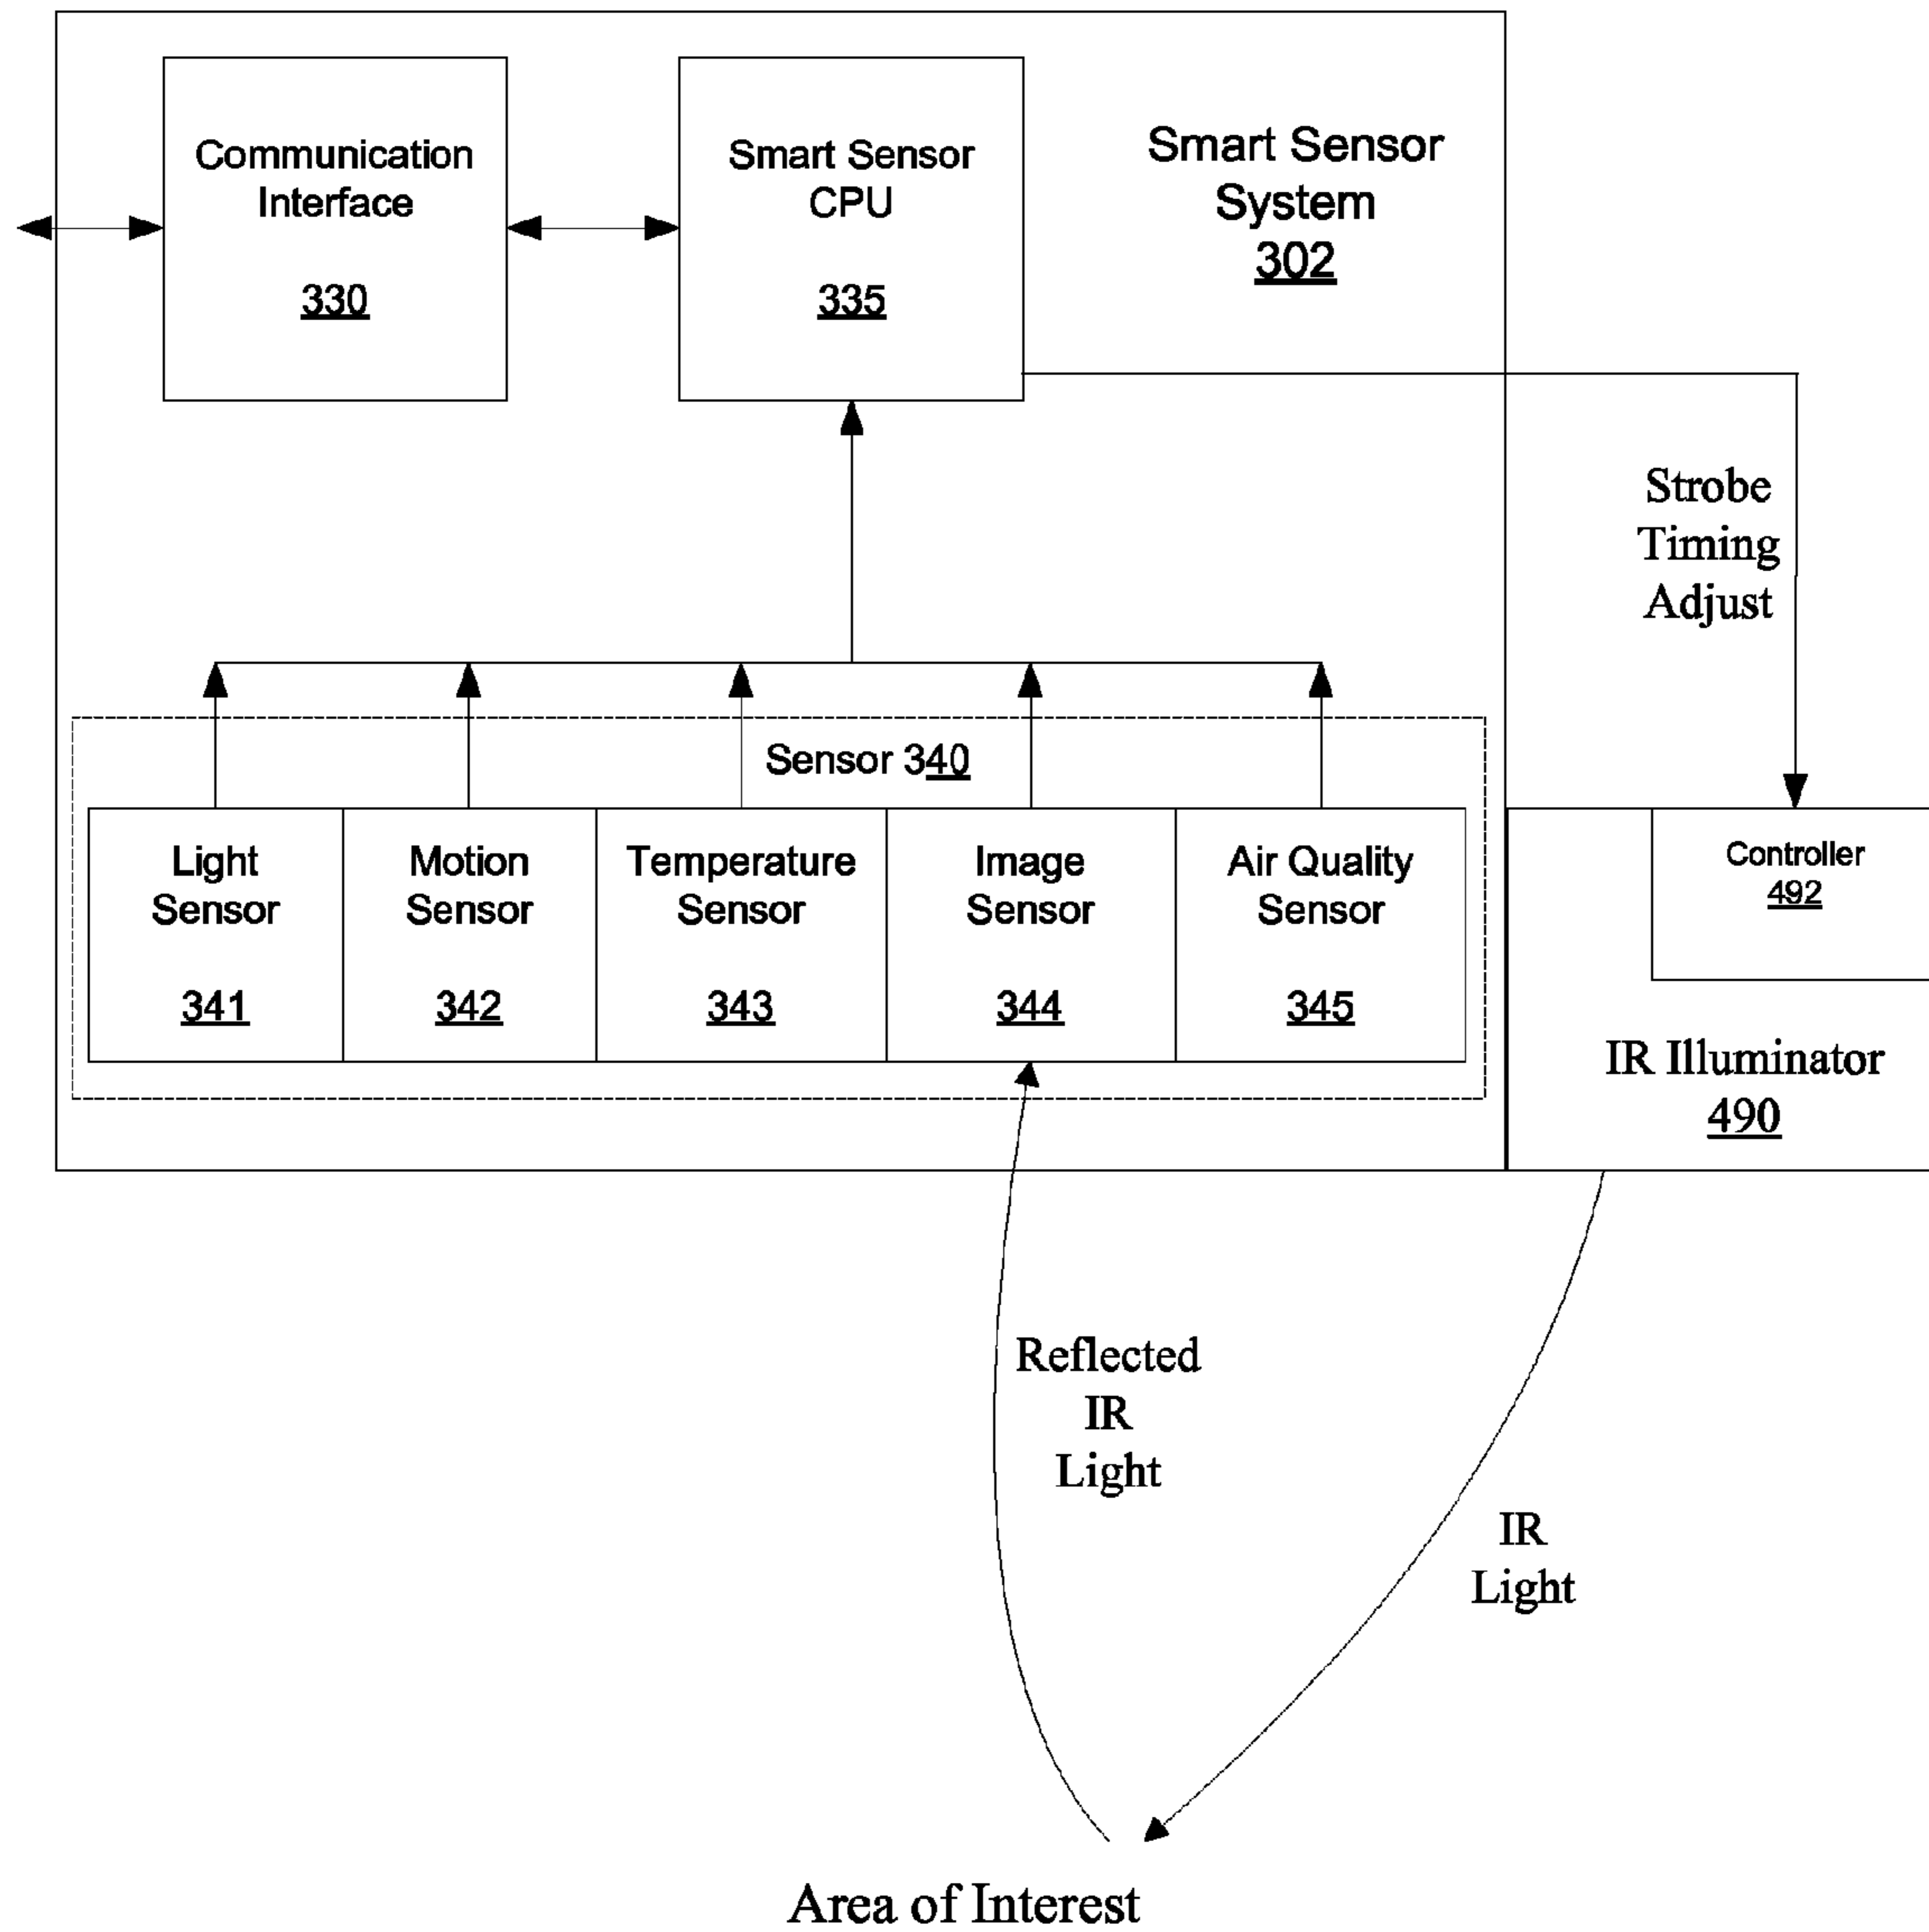 Communication
Interface
330
Smart Sensor
CPU
335
Smart Sensor
System
302
Strobe
Timing
Adjust
Sensor 340
Light
Sensor
341
Motion
Sensor
342
Temperature
Sensor
343
Image
Sensor
344
Air Quality
Sensor
345
Controller
492
IR Illuminator
490
Reflected
IR
Light
IR
Light
Area of Interest